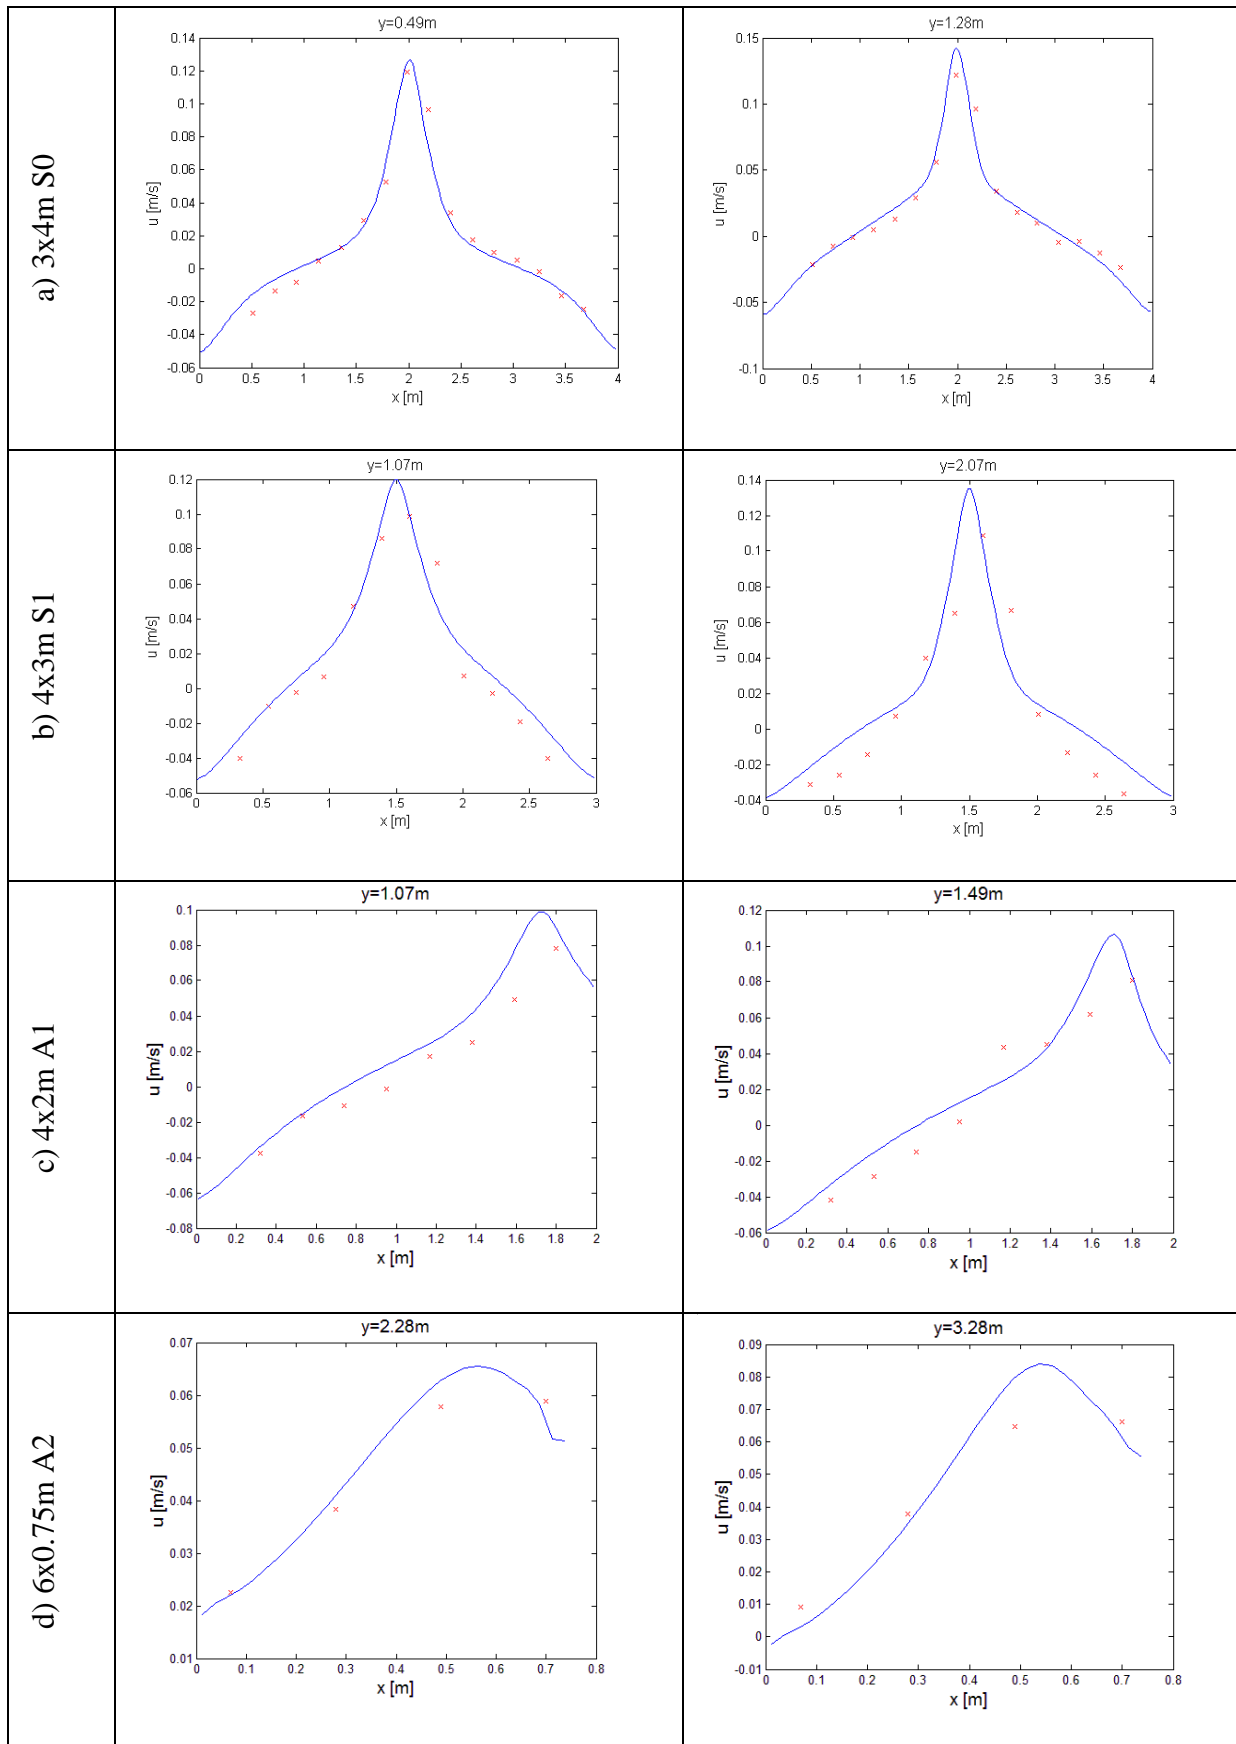 a) 3x4m S0
y=0.49m
0.14
0.12
0.1
0.08
0.06
0.04
0.02
0
-0.02
-0.04
-0.06
u [m/s]
0 0.5 1 1.5 2 2.5 3 3.5 4
x [m]
y=1.28m
0.15
0.1
0.05
0
-0.05
-0.1
u [m/s]
0 0.5 1 1.5 2 2.5 3 3.5 4
x [m]
b) 4x3m S1
y=1.07m
0.12
0.1
0.08
0.06
0.04
0.02
0
-0.02
-0.04
-0.06
u [m/s]
0 0.5 1 1.5 2 2.5 3
x [m]
y=2.07m
0.14
0.12
0.1
0.08
0.06
0.04
0.02
0
-0.02
-0.04
u [m/s]
0 0.5 1 1.5 2 2.5 3
x [m]
c) 4x2m A1
y=1.07m
0.1
0.08
0.06
0.04
0.02
0
-0.02
-0.04
-0.06
-0.08
u [m/s]
0 0.2 0.4 0.6 0.8 1 1.2 1.4 1.6 1.8 2
x [m]
y=1.49m
0.12
0.1
0.08
0.06
0.04
0.02
0
-0.02
-0.04
-0.06
u [m/s]
0 0.2 0.4 0.6 0.8 1 1.2 1.4 1.6 1.8 2
x [m]
d) 6x0.75m A2
y=2.28m
0.07
0.06
0.05
0.04
0.03
0.02
0.01
u [m/s]
0 0.1 0.2 0.3 0.4 0.5 0.6 0.7 0.8
x [m]
y=3.28m
0.09
0.08
0.07
0.06
0.05
0.04
0.03
0.02
0.01
0
-0.01
u [m/s]
0 0.1 0.2 0.3 0.4 0.5 0.6 0.7 0.8
x [m]